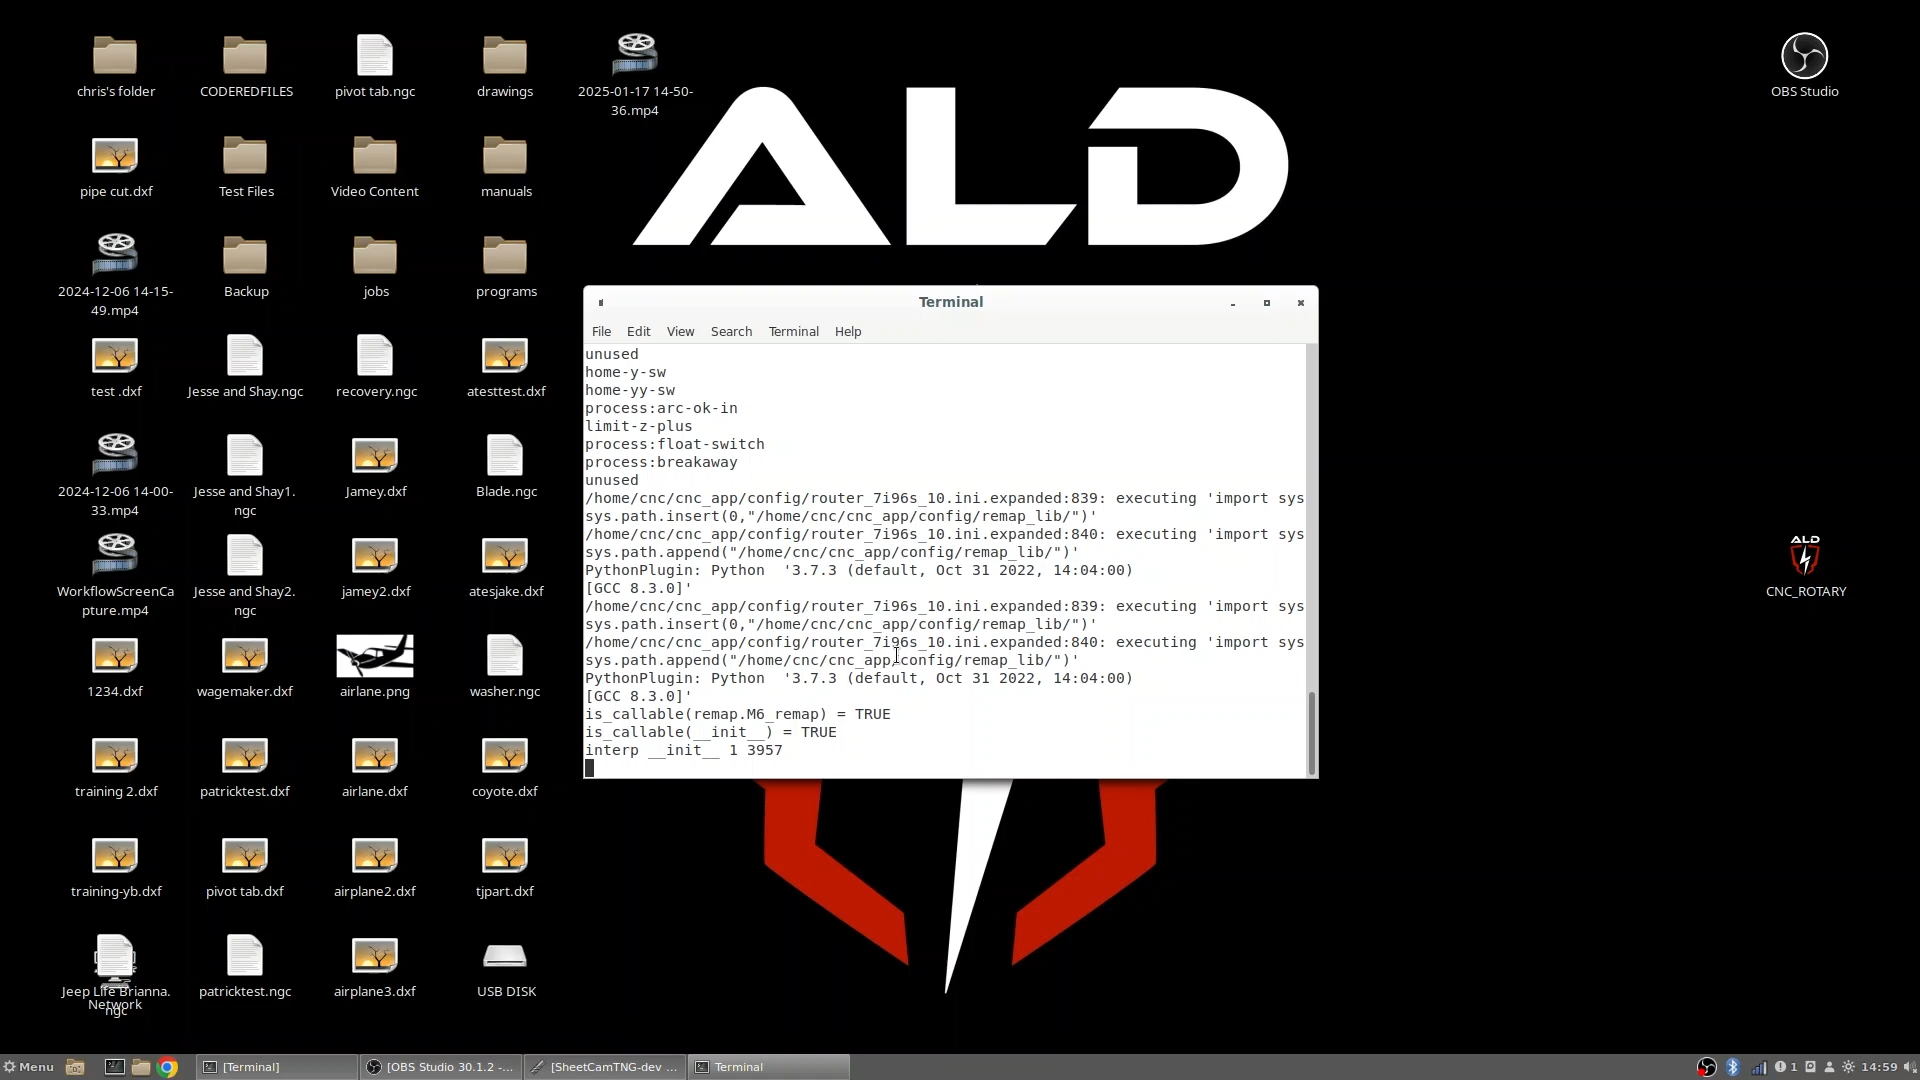 chris's folder
CODEREDFILES
pivot tab.ngc
drawings
2025-01-17 14-50-
36.mp4
OBS Studio
ALD
pipe cut.dxf
Test Files
Video Content
manuals
2024-12-06 14-15-
49.mp4
Backup
jobs
programs
test .dxf
Jesse and Shay.ngc
recovery.ngc
atesttest.dxf
2024-12-06 14-00-
33.mp4
Jesse and Shay1.
ngc
Jamey.dxf
Blade.ngc
WorkflowScreenCa
pture.mp4
Jesse and Shay2.
ngc
jamey2.dxf
atesjake.dxf
ALD
CNC_ROTARY
1234.dxf
wagemaker.dxf
airlane.png
washer.ngc
training 2.dxf
patricktest.dxf
airlane.dxf
coyote.dxf
training-yb.dxf
pivot tab.dxf
airplane2.dxf
tjpart.dxf
Jeep Life Brianna.
ngc
Network
patricktest.ngc
airplane3.dxf
USB DISK
Terminal
File Edit View Search Terminal Help
unused
home-y-sw
home-yy-sw
process:arc-ok-in
limit-z-plus
process:float-switch
process:breakaway
unused
/home/cnc/cnc_app/config/router_7i96s_10.ini.expanded:839: executing 'import sys
sys.path.insert(0,"/home/cnc/cnc_app/config/remap_lib/")'
/home/cnc/cnc_app/config/router_7i96s_10.ini.expanded:840: executing 'import sys
sys.path.append("/home/cnc/cnc_app/config/remap_lib/")'
PythonPlugin: Python  '3.7.3 (default, Oct 31 2022, 14:04:00)
[GCC 8.3.0]'
/home/cnc/cnc_app/config/router_7i96s_10.ini.expanded:839: executing 'import sys
sys.path.insert(0,"/home/cnc/cnc_app/config/remap_lib/")'
/home/cnc/cnc_app/config/router_7i96s_10.ini.expanded:840: executing 'import sys
sys.path.append("/home/cnc/cnc_app/config/remap_lib/")'
PythonPlugin: Python  '3.7.3 (default, Oct 31 2022, 14:04:00)
[GCC 8.3.0]'
is_callable(remap.M6_remap) = TRUE
is_callable(__init__) = TRUE
interp __init__ 1 3957
Menu [Terminal] [OBS Studio 30.1.2 -... [SheetCamTNG-dev ... Terminal 1 14:59